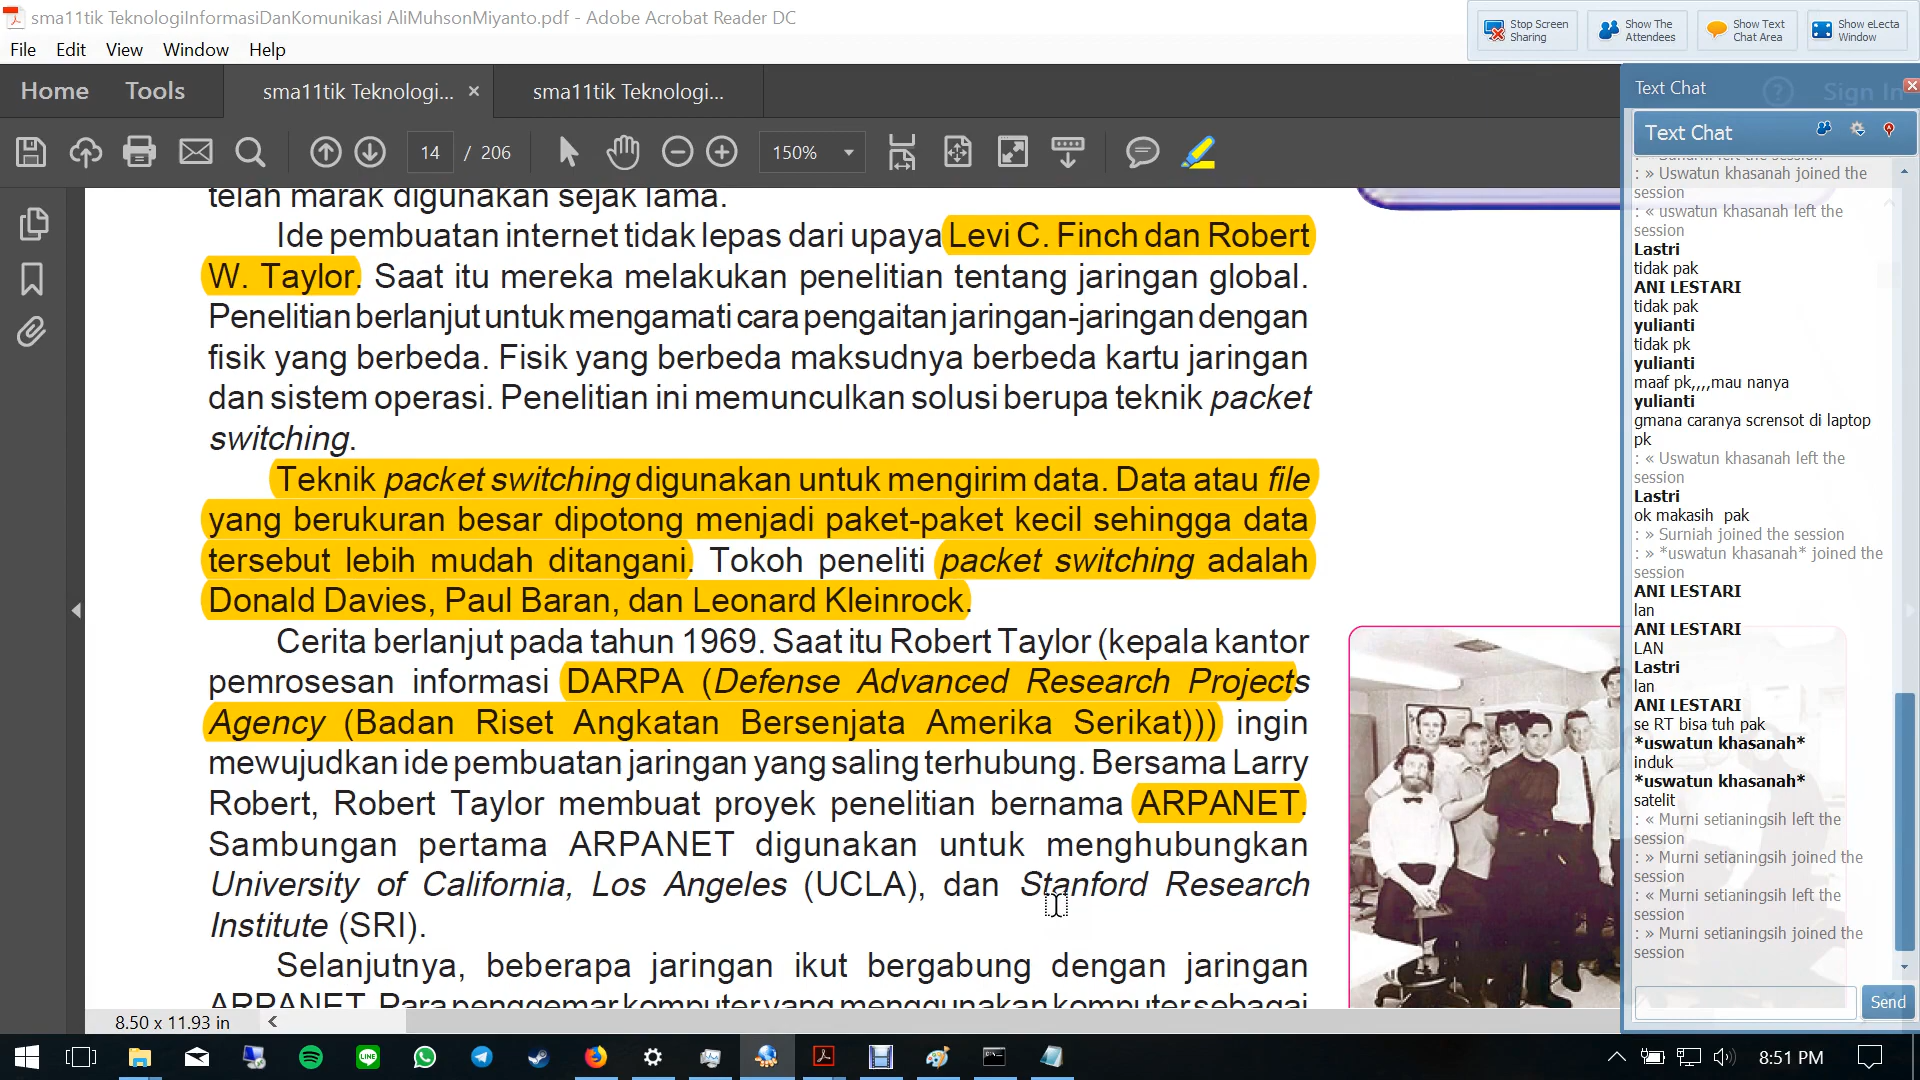 sma11tik TeknologiInformasiDanKomunikasi AliMuhsonMiyanto.pdf - Adobe Acrobat Reader DC
File Edit View Window Help
Stop Screen Sharing
Show The Attendees
Show Text Chat Area
Show eLecta Window
Home Tools
sma11tik Teknologi... ×
sma11tik Teknologi...
Sign In
14 / 206
150%
telah marak digunakan sejak lama.
Ide pembuatan internet tidak lepas dari upaya Levi C. Finch dan Robert
W. Taylor. Saat itu mereka melakukan penelitian tentang jaringan global.
Penelitian berlanjut untuk mengamati cara pengaitan jaringan-jaringan dengan
fisik yang berbeda. Fisik yang berbeda maksudnya berbeda kartu jaringan
dan sistem operasi. Penelitian ini memunculkan solusi berupa teknik packet
switching.
Teknik packet switching digunakan untuk mengirim data. Data atau file
yang berukuran besar dipotong menjadi paket-paket kecil sehingga data
tersebut lebih mudah ditangani. Tokoh peneliti packet switching adalah
Donald Davies, Paul Baran, dan Leonard Kleinrock.
Cerita berlanjut pada tahun 1969. Saat itu Robert Taylor (kepala kantor
pemrosesan informasi DARPA (Defense Advanced Research Projects
Agency (Badan Riset Angkatan Bersenjata Amerika Serikat))) ingin
mewujudkan ide pembuatan jaringan yang saling terhubung. Bersama Larry
Robert, Robert Taylor membuat proyek penelitian bernama ARPANET.
Sambungan pertama ARPANET digunakan untuk menghubungkan
University of California, Los Angeles (UCLA), dan Stanford Research
Institute (SRI).
Selanjutnya, beberapa jaringan ikut bergabung dengan jaringan
ARPANET. Para penggemar komputer yang menggunakan komputer sebagai
8.50 x 11.93 in
Text Chat
Text Chat
: » Uswatun khasanah joined the
session
: « uswatun khasanah left the
session
Lastri
tidak pak
ANI LESTARI
tidak pak
yulianti
tidak pk
yulianti
maaf pk,,,,mau nanya
yulianti
gmana caranya scrensot di laptop
pk
: « Uswatun khasanah left the
session
Lastri
ok makasih pak
: » Surniah joined the session
: » *uswatun khasanah* joined the
session
ANI LESTARI
lan
ANI LESTARI
LAN
Lastri
lan
ANI LESTARI
se RT bisa tuh pak
*uswatun khasanah*
induk
*uswatun khasanah*
satelit
: « Murni setianingsih left the
session
: » Murni setianingsih joined the
session
: « Murni setianingsih left the
session
: » Murni setianingsih joined the
session
Send
8:51 PM